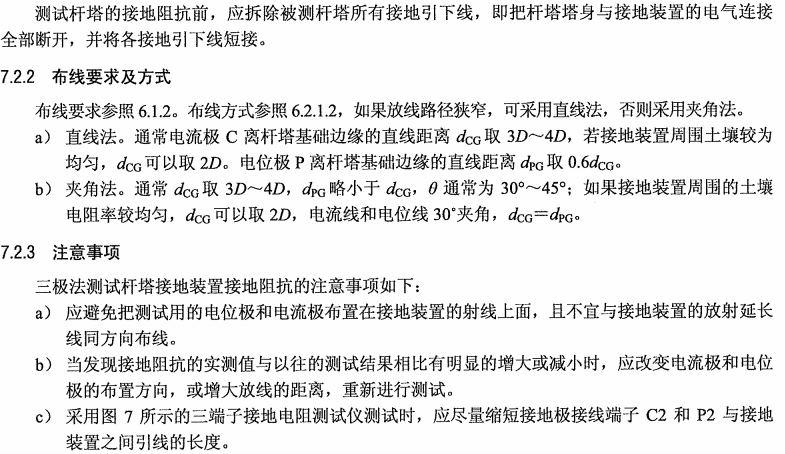 测试杆塔的接地阻抗前，应拆除被测杆塔所有接地引下线，即把杆塔塔身与接地装置的电气连接
全部断开，并将各接地引下线短接。
7.2.2 布线要求及方式
布线要求参照 6.1.2。布线方式参照 6.2.1.2，如果放线路径狭窄，可采用直线法，否则采用夹角法。
a） 直线法。通常电流极 C 离杆塔基础边缘的直线距离 dCG 取 3D～4D，若接地装置周围土壤较为
均匀，dCG 可以取 2D。电位极 P 离杆塔基础边缘的直线距离 dPG 取 0.6dCG。
b） 夹角法。通常 dCG 取 3D～4D，dPG 略小于 dCG，θ 通常为 30°～45°；如果接地装置周围的土壤
电阻率较均匀，dCG 可以取 2D，电流线和电位线 30°夹角，dCG＝dPG。
7.2.3 注意事项
三极法测试杆塔接地装置接地阻抗的注意事项如下：
a） 应避免把测试用的电位极和电流极布置在接地装置的射线上面，且不宜与接地装置的放射延长
线同方向布线。
b） 当发现接地阻抗的实测值与以往的测试结果相比有明显的增大或减小时，应改变电流极和电位
极的布置方向，或增大放线的距离，重新进行测试。
c） 采用图 7 所示的三端子接地电阻测试仪测试时，应尽量缩短接地极接线端子 C2 和 P2 与接地
装置之间引线的长度。